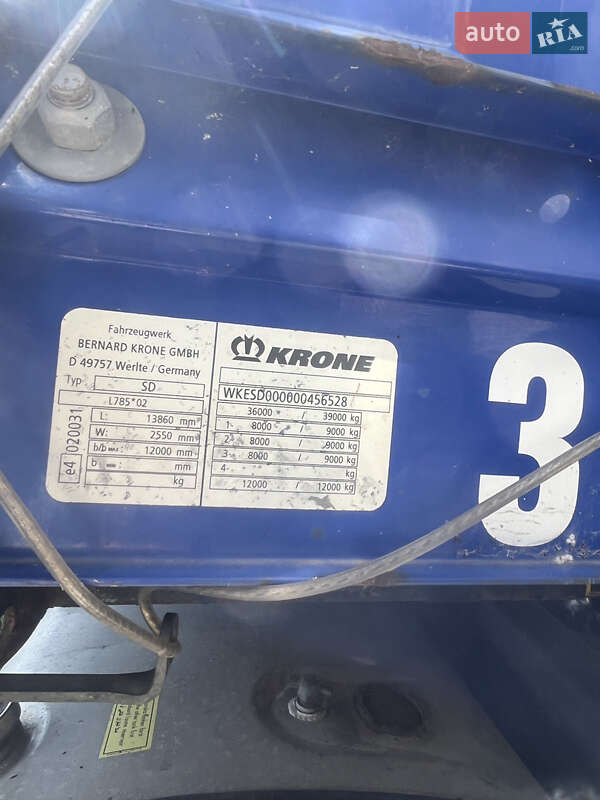 auto RIA .com
Fahrzeugwerk
BERNARD KRONE GMBH
D 49757 Werlte / Germany
Typ SD
L785*02
L: 13860 mm
W: 2550 mm
b/b : 12000 mm
b : mm
kg
e4 020031
KRONE
WKESD000000456528
36000 / 39000 kg
1- 8000 / 9000 kg
2- 8000 / 9000 kg
3- 8000 / 9000 kg
4- kg
12000 / 12000 kg
3